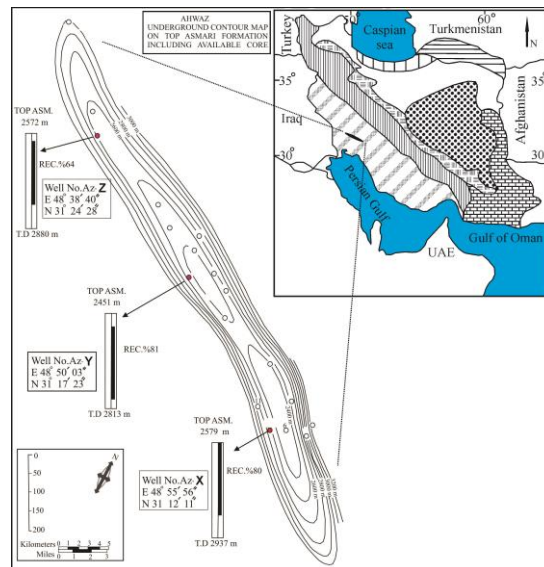 AHWAZ
UNDERGROUND CONTOUR MAP
ON TOP ASMARI FORMATION
INCLUDING AVAILABLE CORE
Turkey
Caspian
sea
60°
Turkmenistan
N
35°
35°
Iraq
Afghanistan
30°
30°
Persian Gulf
UAE
Gulf of Oman
TOP ASM.
2572 m
REC.%64
Well No.Az-Z
E 48° 38′ 40″
N 31° 24′ 28″
T.D 2880 m
TOP ASM.
2451 m
REC.%81
Well No.Az-Y
E 48° 50′ 03″
N 31° 17′ 23″
T.D 2813 m
TOP ASM.
2579 m
REC.%80
Well No.Az-X
E 48° 55′ 56″
N 31° 12′ 11″
T.D 2937 m
0
50
100
150
200
N
Kilometers 0 1 2 3 4 5
Miles 0 1 2 3